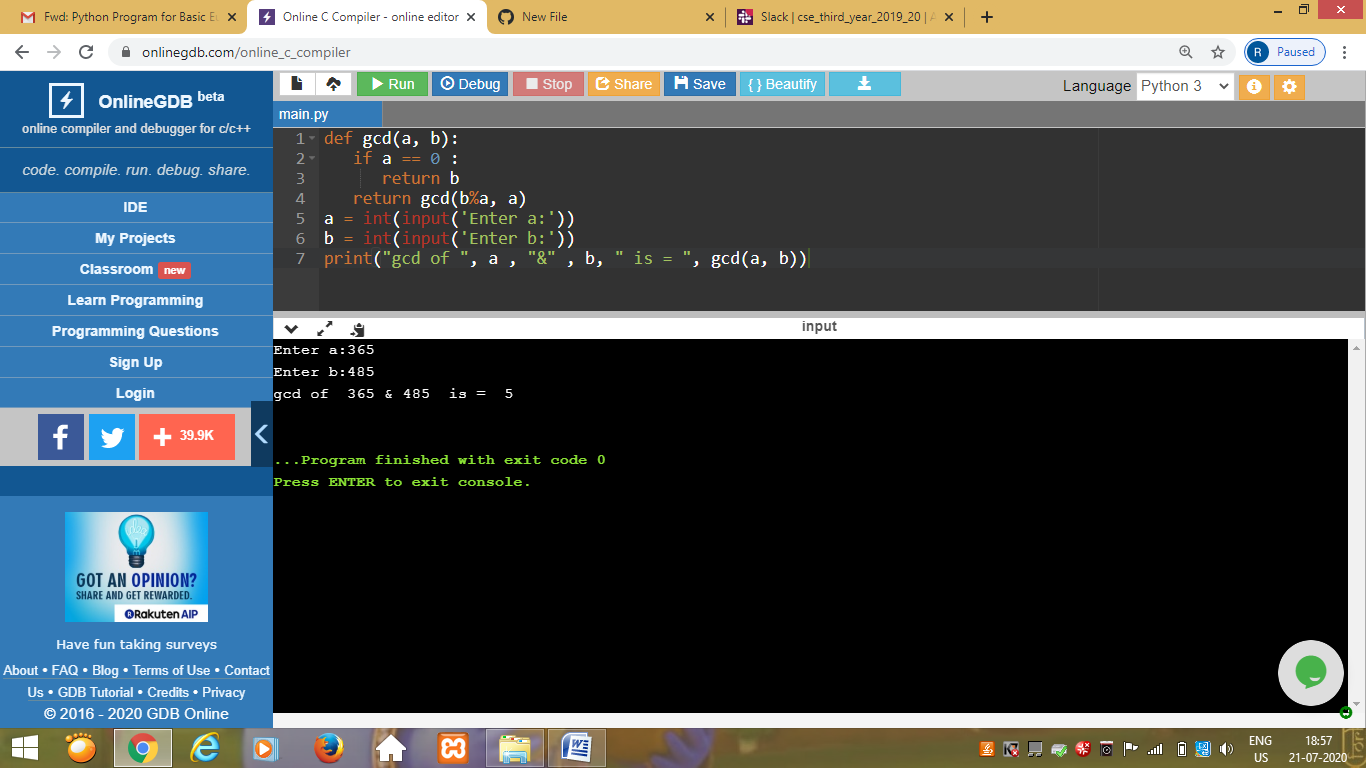 Fwd: Python Program for Basic Eu
Online C Compiler - online editor
New File
Slack | cse_third_year_2019_20 | A
onlinegdb.com/online_c_compiler
R Paused
OnlineGDB beta
online compiler and debugger for c/c++
code. compile. run. debug. share.
IDE
My Projects
Classroom new
Learn Programming
Programming Questions
Sign Up
Login
39.9K
GOT AN OPINION?
SHARE AND GET REWARDED.
Rakuten AIP
Have fun taking surveys
About • FAQ • Blog • Terms of Use • Contact
Us • GDB Tutorial • Credits • Privacy
© 2016 - 2020 GDB Online
Run Debug Stop Share Save { } Beautify
Language Python 3
main.py
1 def gcd(a, b):
2 if a == 0 :
3 return b
4 return gcd(b%a, a)
5 a = int(input('Enter a:'))
6 b = int(input('Enter b:'))
7 print("gcd of ", a , "&" , b, " is = ", gcd(a, b))
input
Enter a:365
Enter b:485
gcd of  365 & 485  is =  5
...Program finished with exit code 0
Press ENTER to exit console.
ENG
US
18:57
21-07-2020